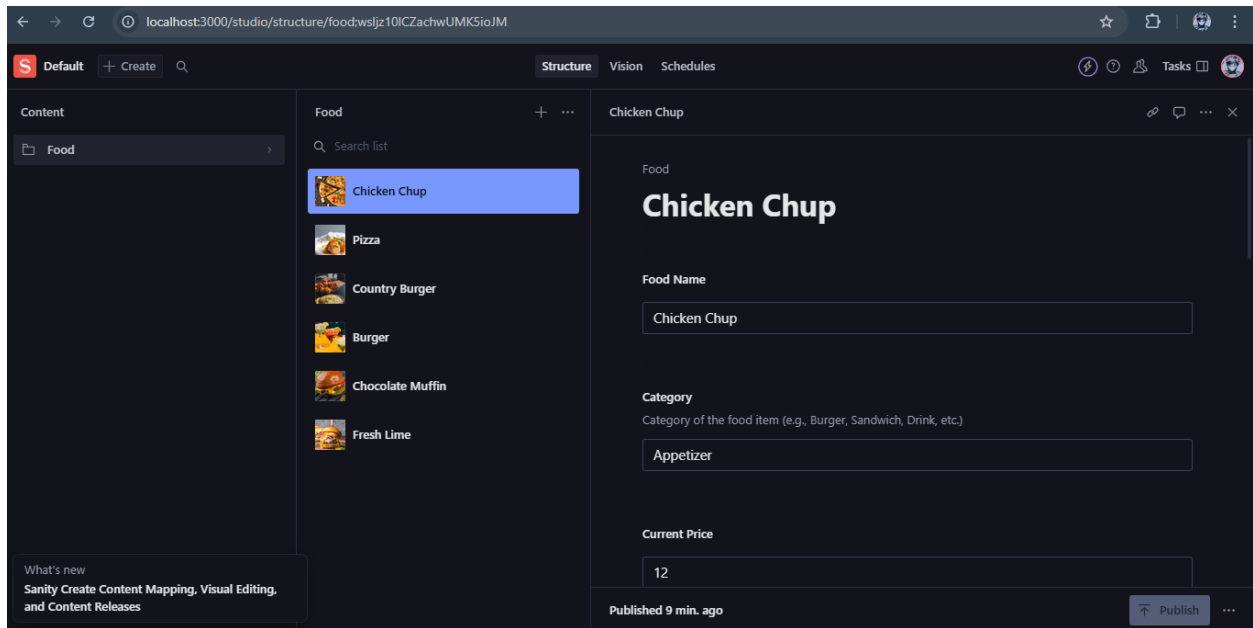 localhost:3000/studio/structure/food;wsljz10lCZachwUMK5ioJM
S Default + Create
Structure Vision Schedules
Tasks
Content
Food
Food
Search list
Chicken Chup
Pizza
Country Burger
Burger
Chocolate Muffin
Fresh Lime
Chicken Chup
Food
Chicken Chup
Food Name
Chicken Chup
Category
Category of the food item (e.g., Burger, Sandwich, Drink, etc.)
Appetizer
Current Price
12
What's new
Sanity Create Content Mapping, Visual Editing,
and Content Releases
Published 9 min. ago
Publish